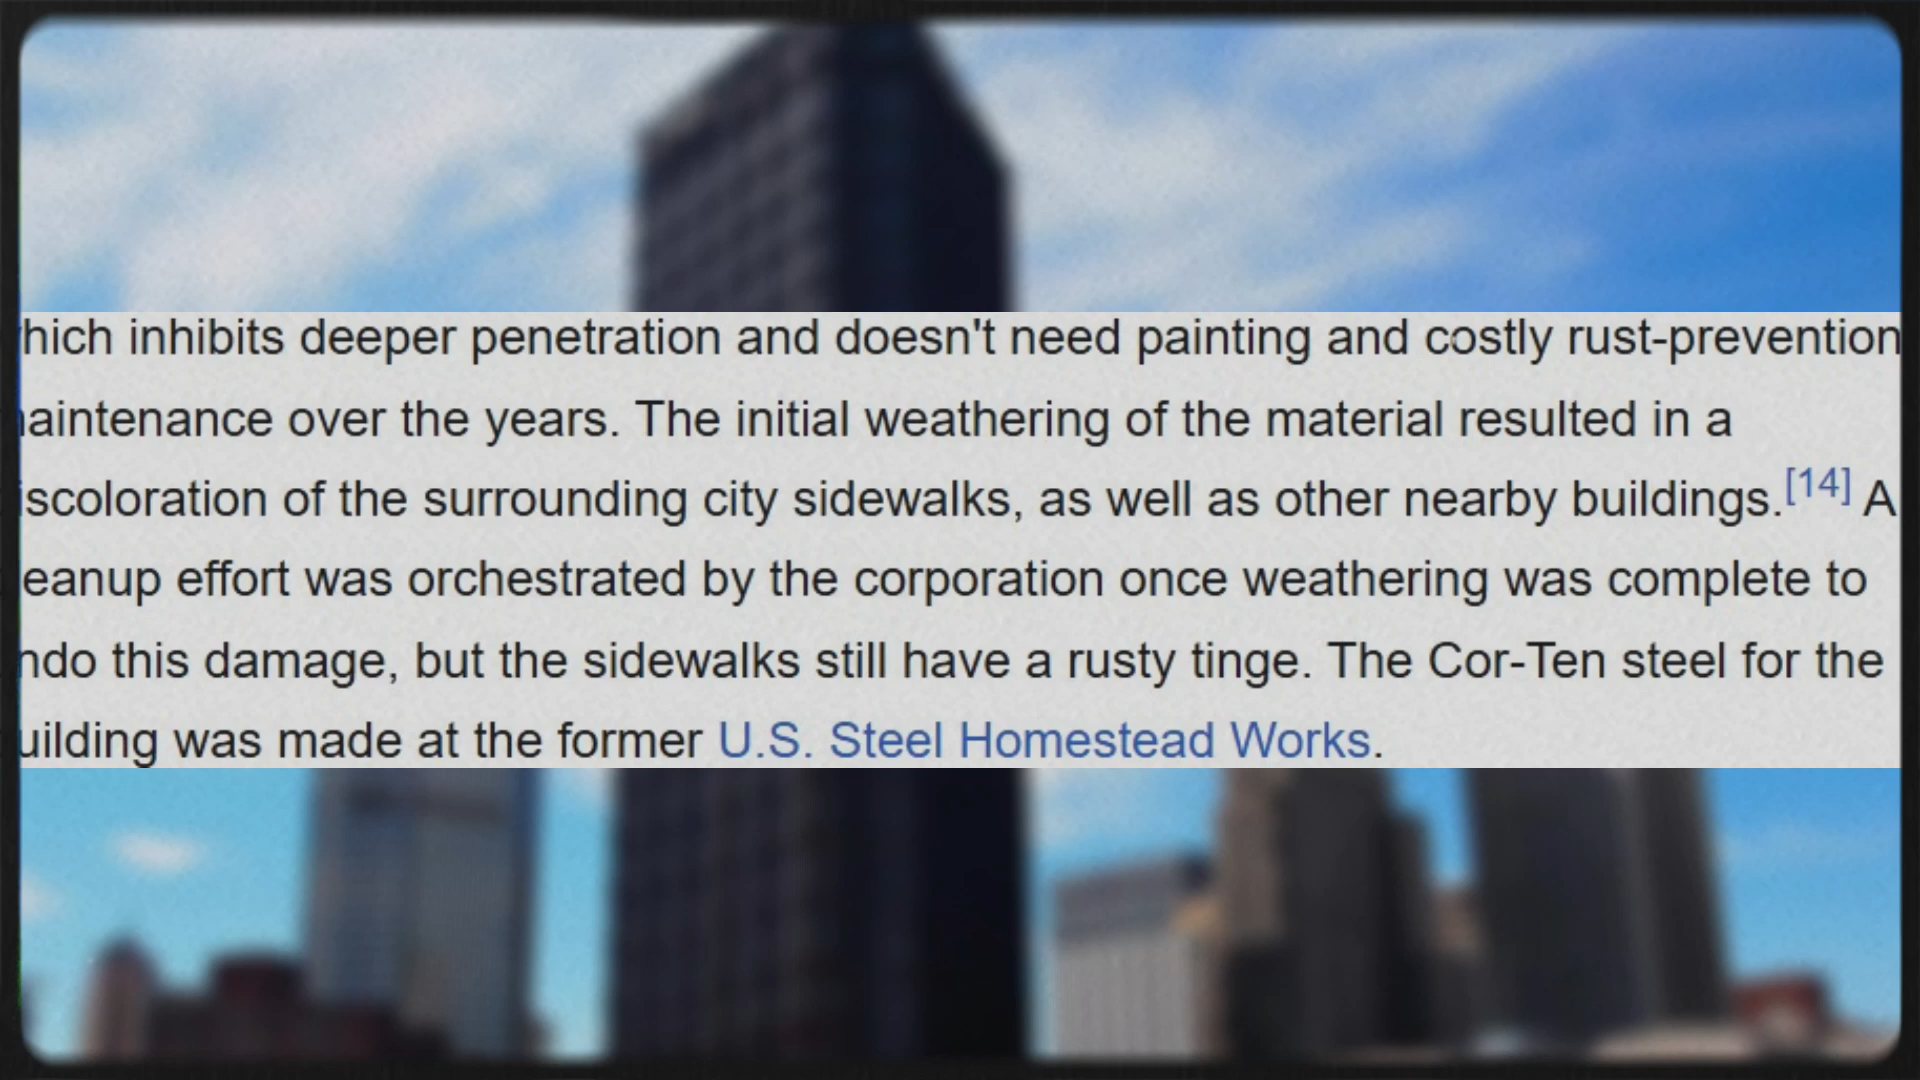 hich inhibits deeper penetration and doesn't need painting and costly rust-prevention
aintenance over the years. The initial weathering of the material resulted in a
iscoloration of the surrounding city sidewalks, as well as other nearby buildings.[14] A
eanup effort was orchestrated by the corporation once weathering was complete to
ndo this damage, but the sidewalks still have a rusty tinge. The Cor-Ten steel for the
uilding was made at the former U.S. Steel Homestead Works.